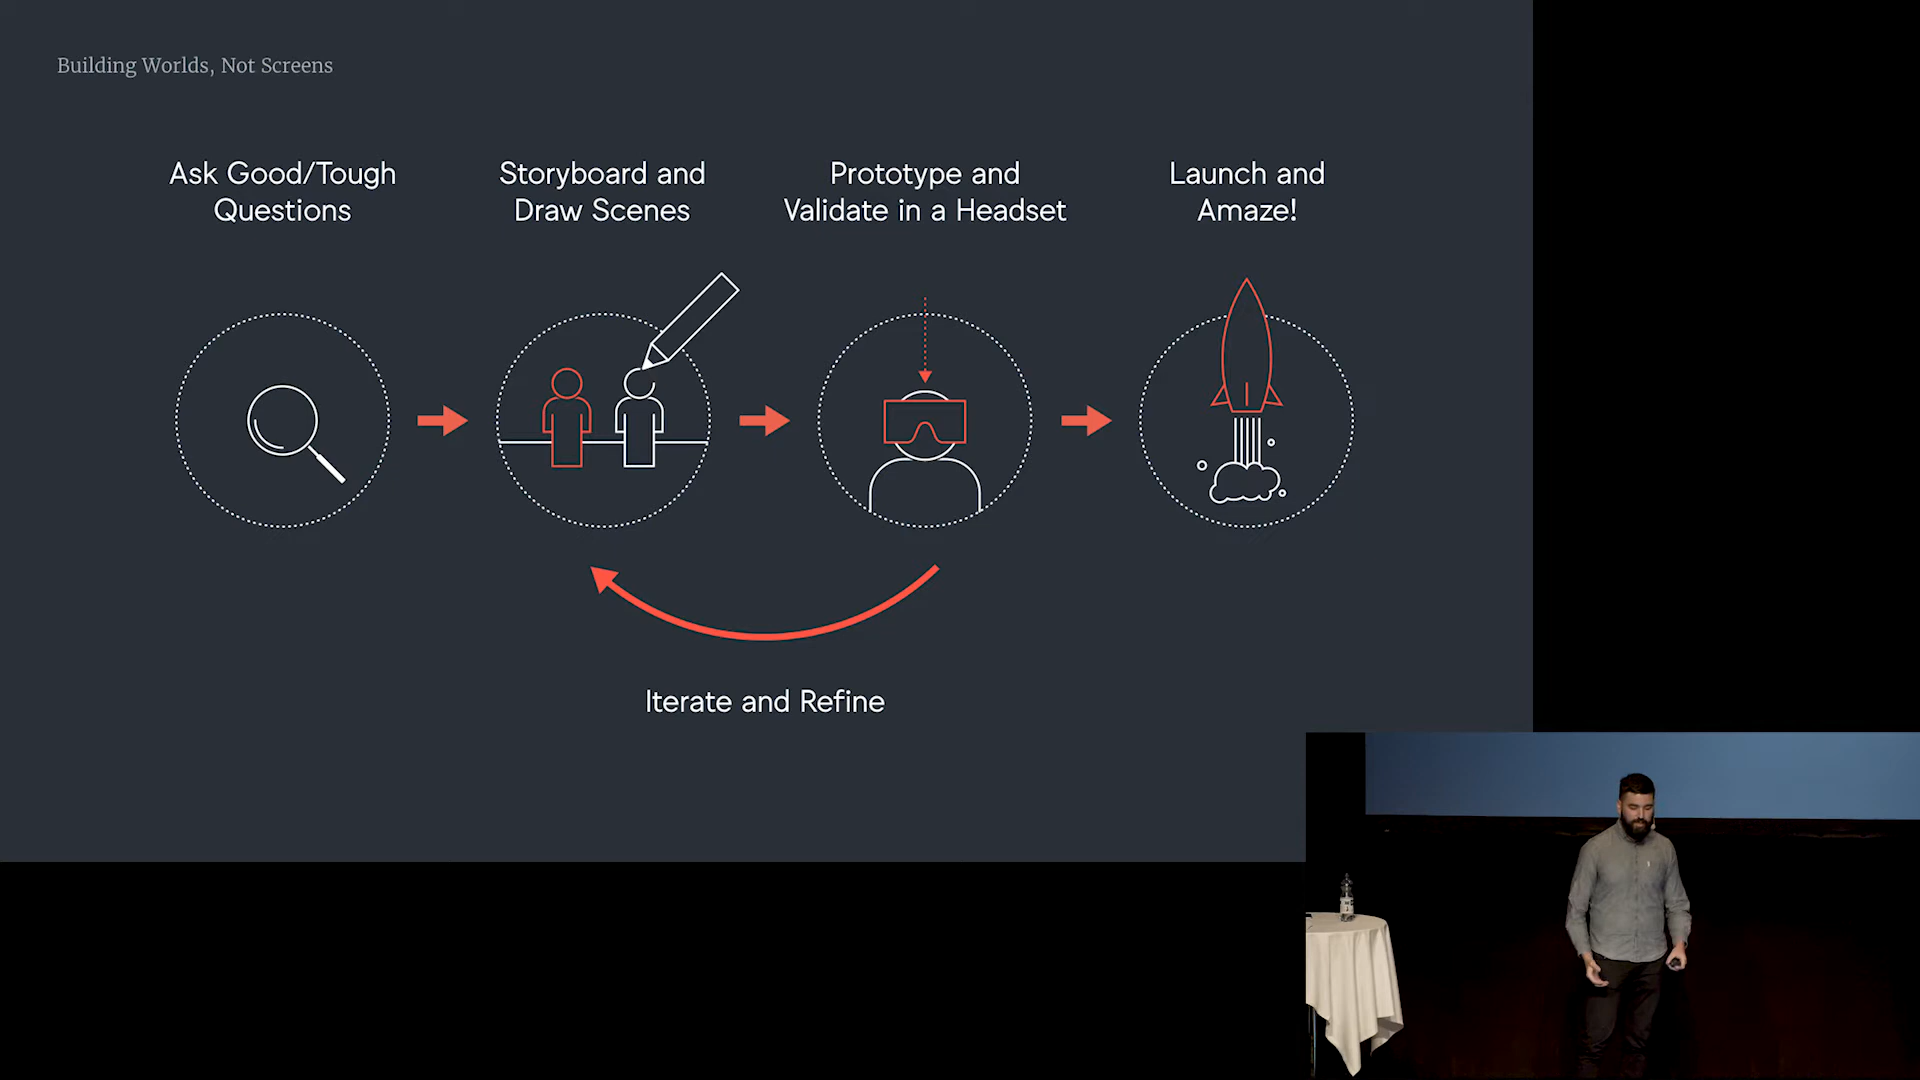 Building Worlds, Not Screens
Ask Good/Tough
Questions
Storyboard and
Draw Scenes
Prototype and
Validate in a Headset
Launch and
Amaze!
Iterate and Refine